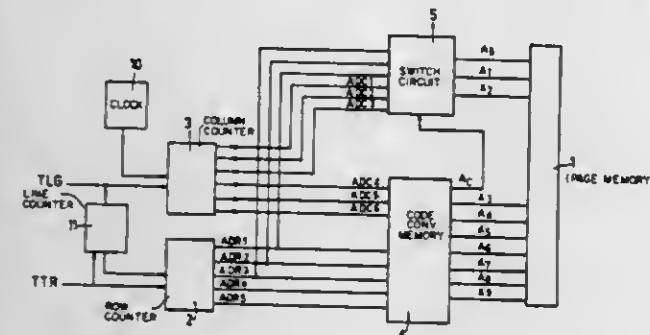 5
10
CLOCK
3
COLUMN
COUNTER
SWITCH
CIRCUIT
A0
A1
A2
ADC1
ADC2
ADC3
1
(PAGE MEMORY
TLG
LINE
COUNTER
11
TTR
ADC4
ADC5
ADC6
AC
CODE
CONV
MEMORY
A3
A4
A5
A6
A7
A8
A9
ADR1
ADR2
ADR3
ADR4
ADR5
ROW
COUNTER
2
4